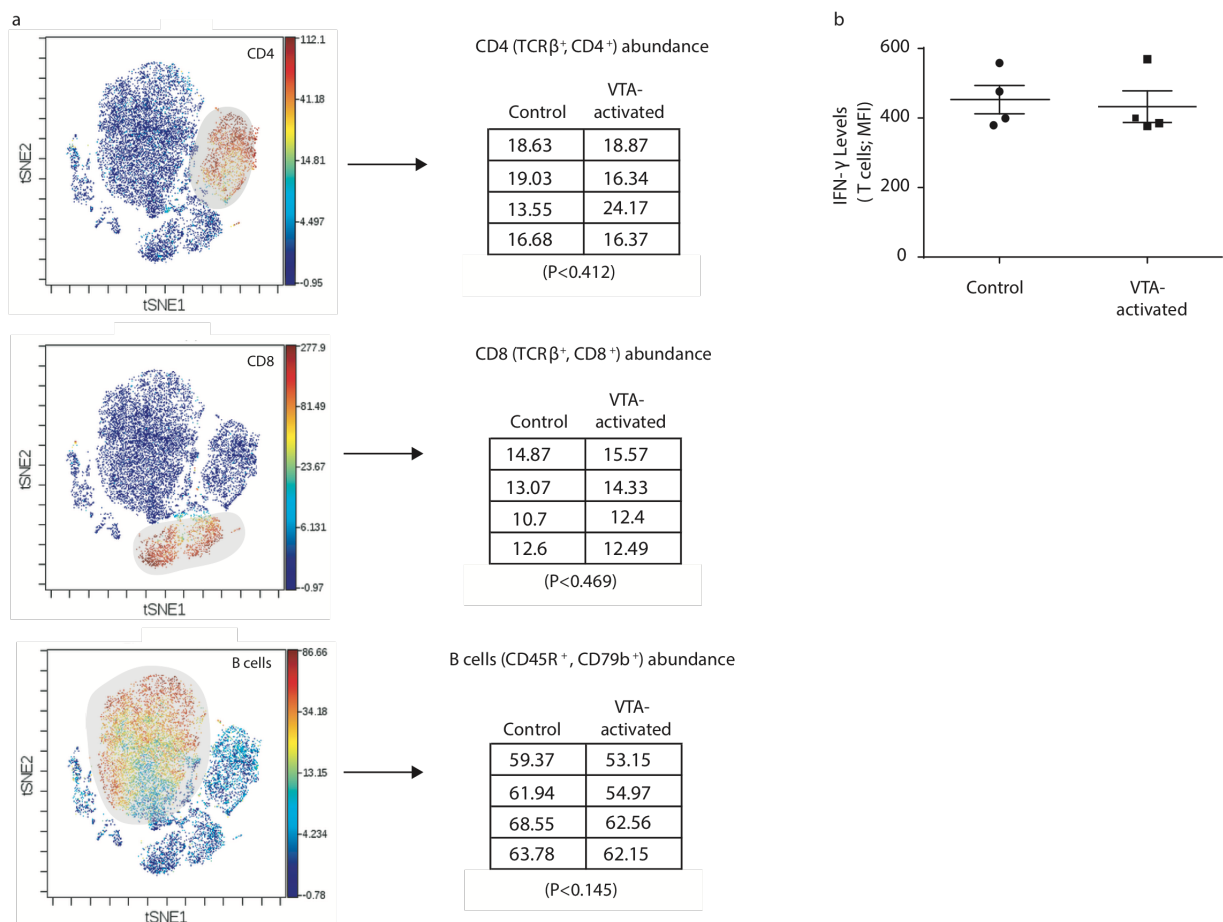 a
CD4
112.1
41.18
14.81
4.497
-0.95
tSNE2
tSNE1
CD4 (TCRβ+, CD4+) abundance
Control
VTA-
activated
18.63 18.87
19.03 16.34
13.55 24.17
16.68 16.37
(P<0.412)
b
600
400
200
0
IFN-γ Levels
( T cells; MFI)
Control
VTA-
activated
CD8
277.9
81.49
23.67
6.131
-0.97
tSNE2
tSNE1
CD8 (TCRβ+, CD8+) abundance
Control
VTA-
activated
14.87 15.57
13.07 14.33
10.7 12.4
12.6 12.49
(P<0.469)
B cells
86.66
34.18
13.15
4.234
-0.78
tSNE2
tSNE1
B cells (CD45R+, CD79b+) abundance
Control
VTA-
activated
59.37 53.15
61.94 54.97
68.55 62.56
63.78 62.15
(P<0.145)